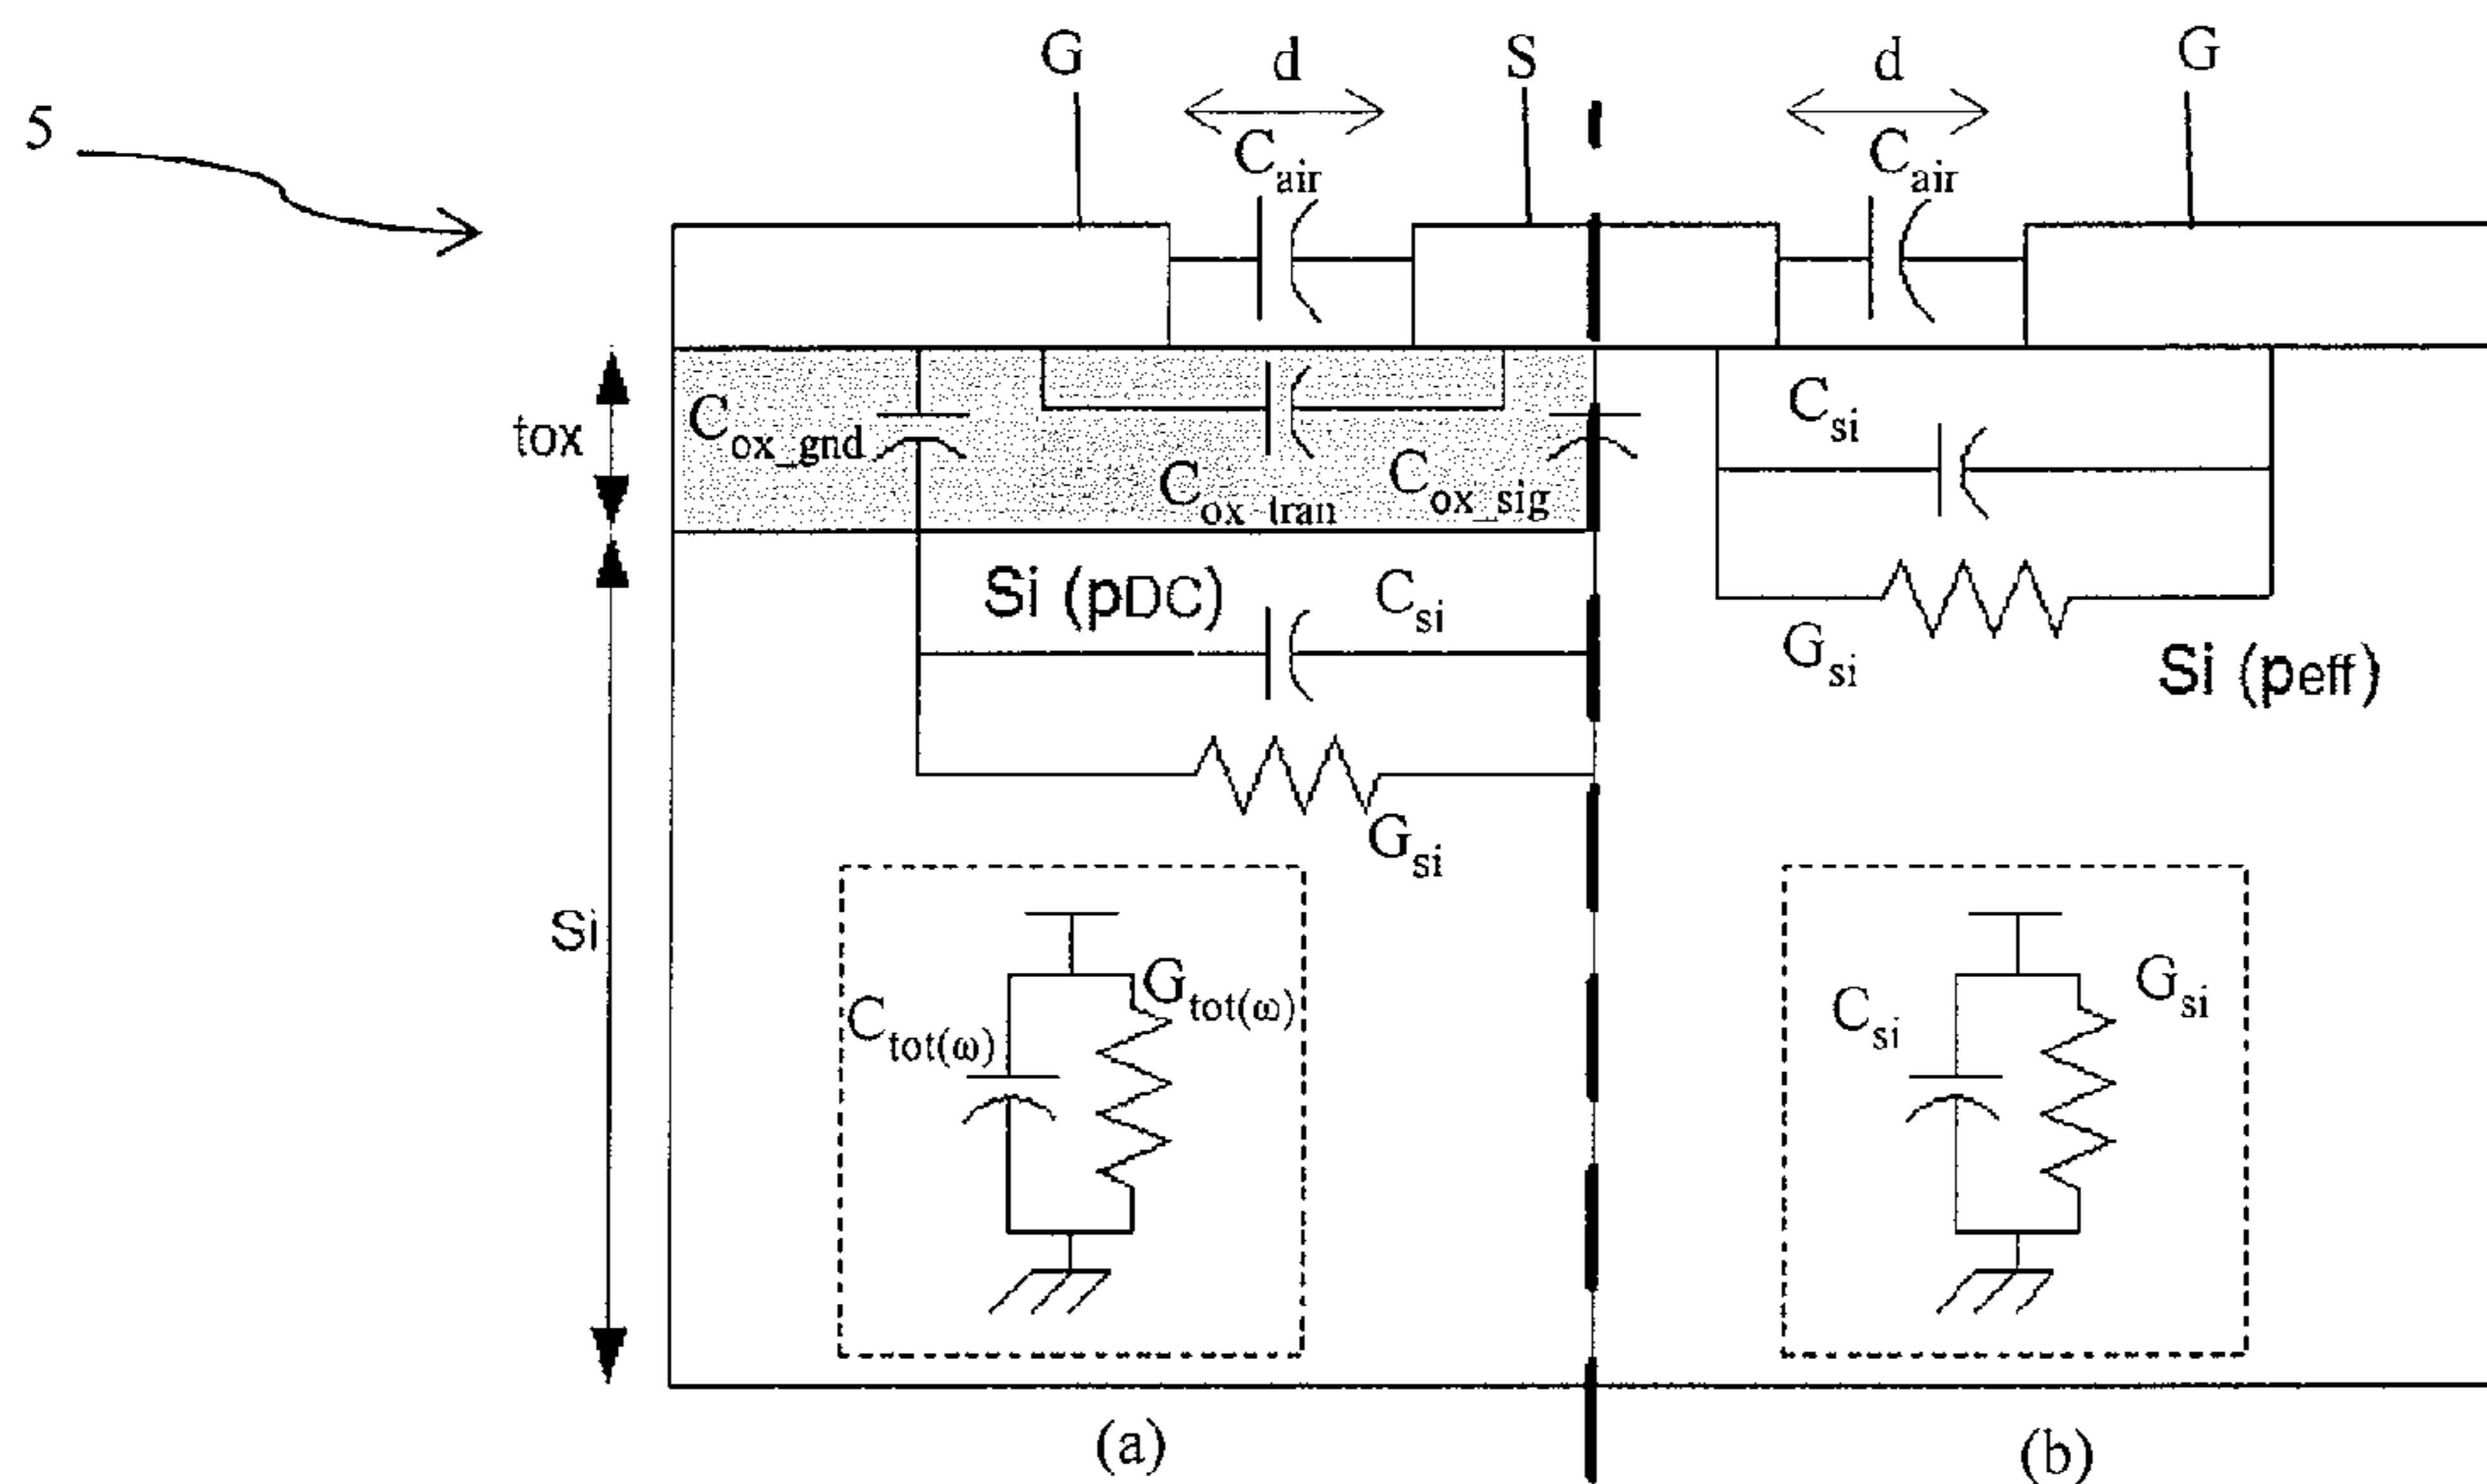 G
d
S
d
G
5
C_air
C_air
tox
C_ox_gnd
C_ox_tran
C_ox_sig
C_si
Si (pDC)
C_si
G_si
Si (peff)
G_si
Si
C_tot(ω)
G_tot(ω)
C_si
G_si
(a)
(b)